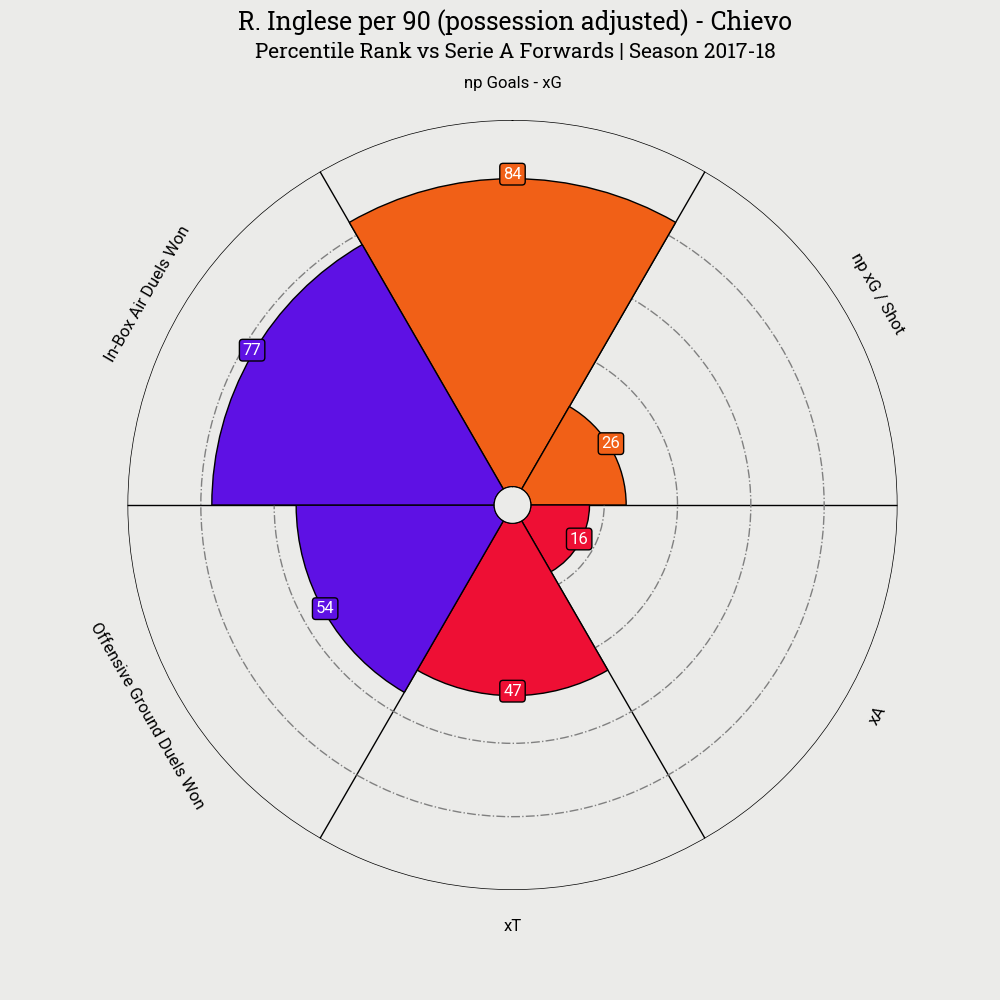 R. Inglese per 90 (possession adjusted) - Chievo
Percentile Rank vs Serie A Forwards | Season 2017-18
np Goals - xG
84
np xG / Shot
26
In-Box Air Duels Won
77
16
xA
54
Offensive Ground Duels Won
47
xT